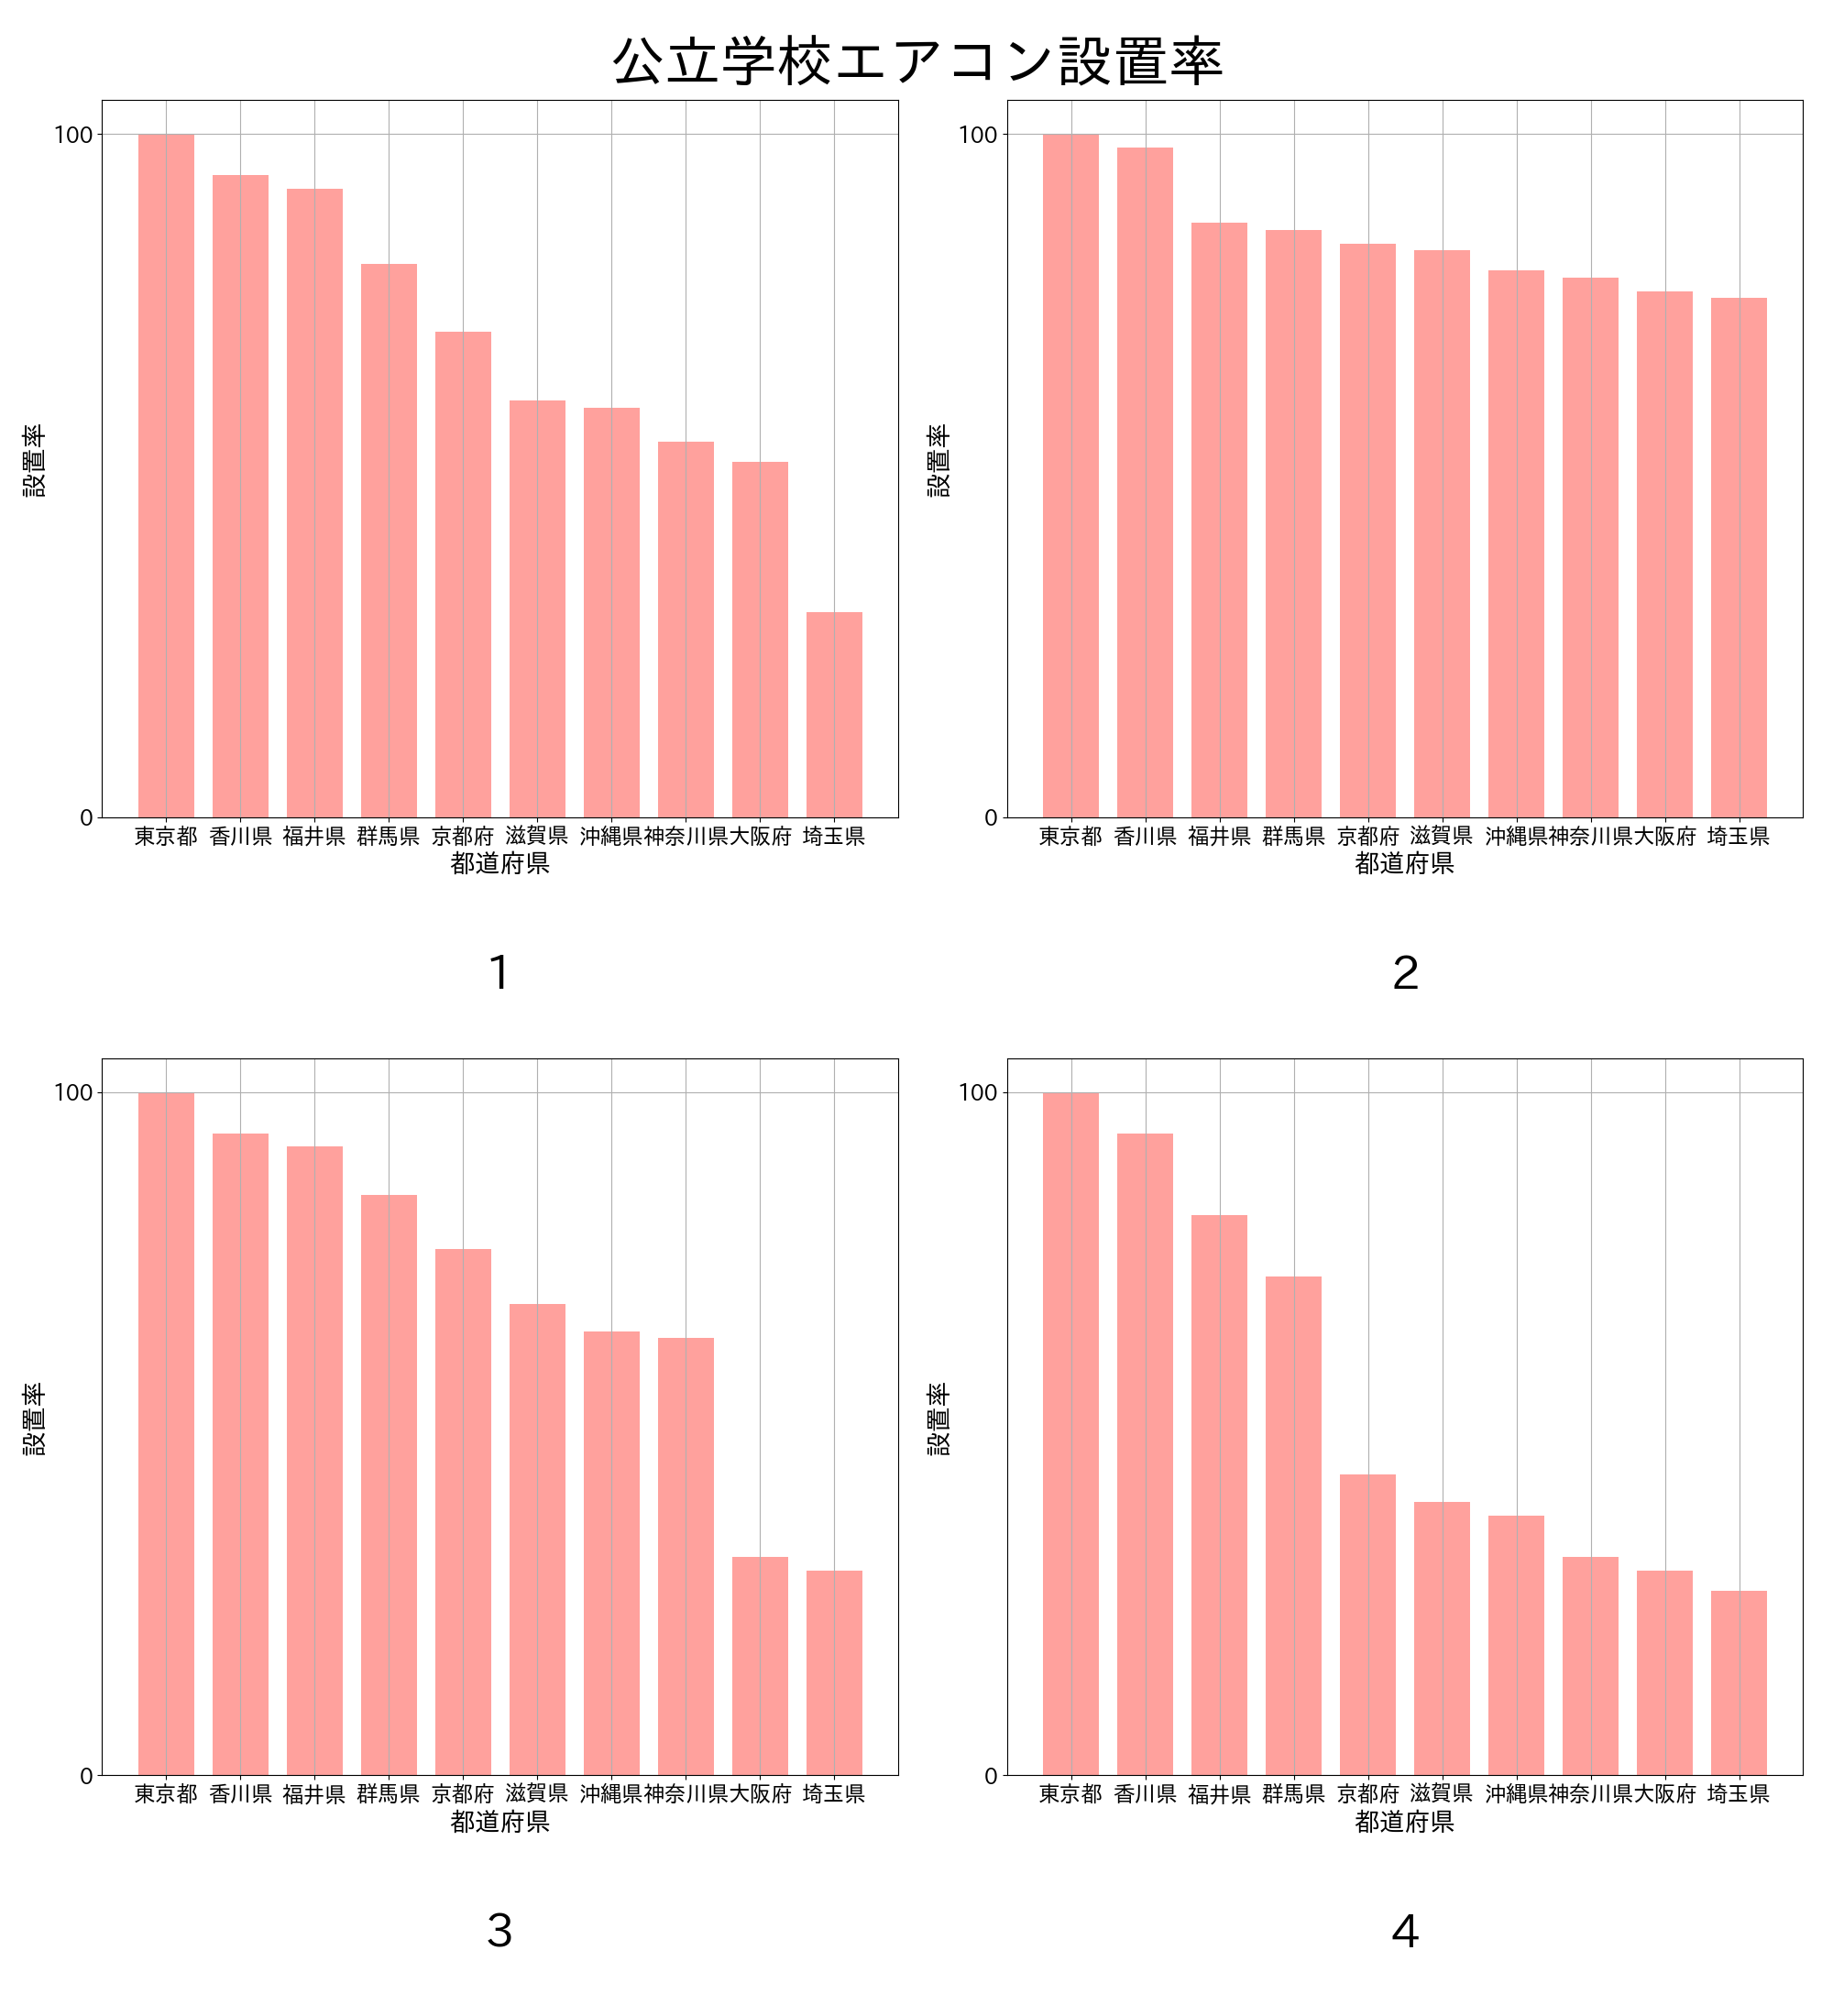 公立学校エアコン設置率
100
0
設置率
東京都 香川県 福井県 群馬県 京都府 滋賀県 沖縄県 神奈川県 大阪府 埼玉県
都道府県
1
100
0
設置率
東京都 香川県 福井県 群馬県 京都府 滋賀県 沖縄県 神奈川県 大阪府 埼玉県
都道府県
2
100
0
設置率
東京都 香川県 福井県 群馬県 京都府 滋賀県 沖縄県 神奈川県 大阪府 埼玉県
都道府県
3
100
0
設置率
東京都 香川県 福井県 群馬県 京都府 滋賀県 沖縄県 神奈川県 大阪府 埼玉県
都道府県
4